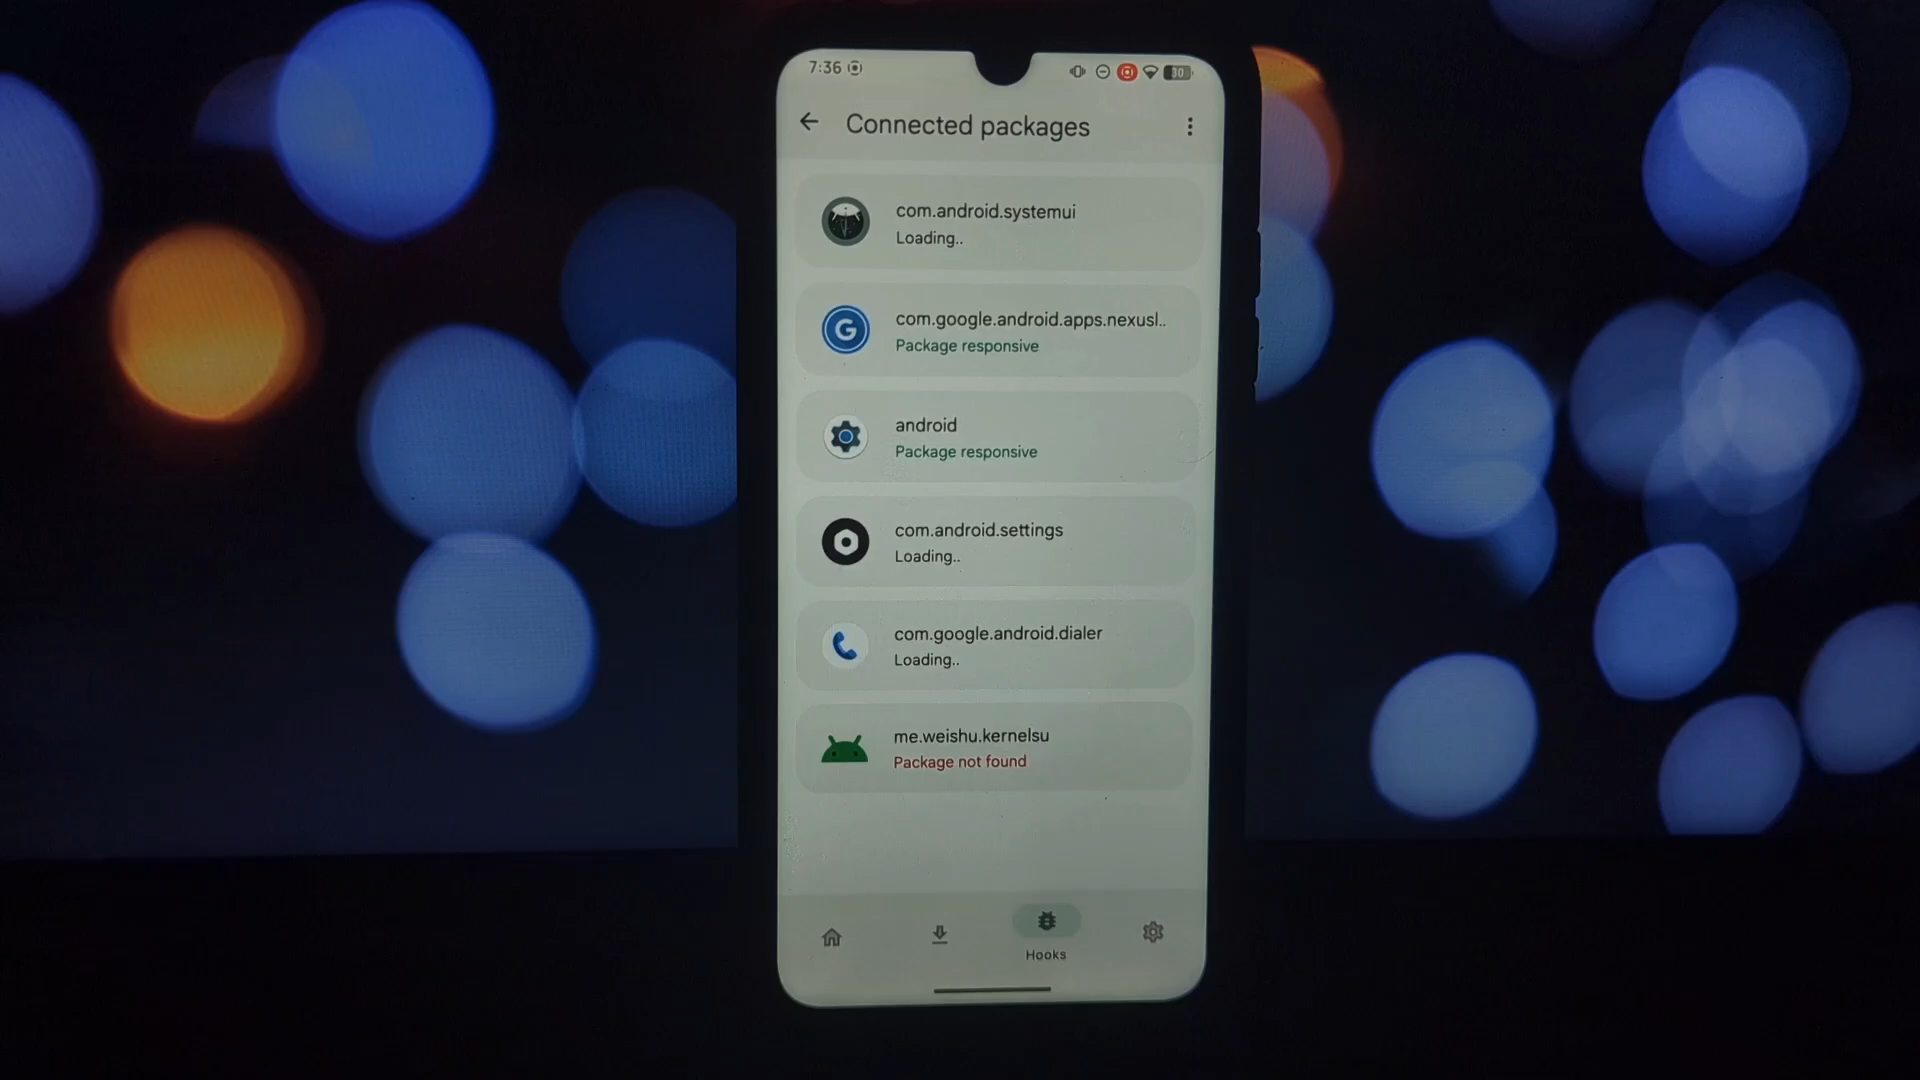 7:36
30
Connected packages
com.android.systemui
Loading..
com.google.android.apps.nexusl..
Package responsive
android
Package responsive
com.android.settings
Loading..
com.google.android.dialer
Loading..
me.weishu.kernelsu
Package not found
Hooks